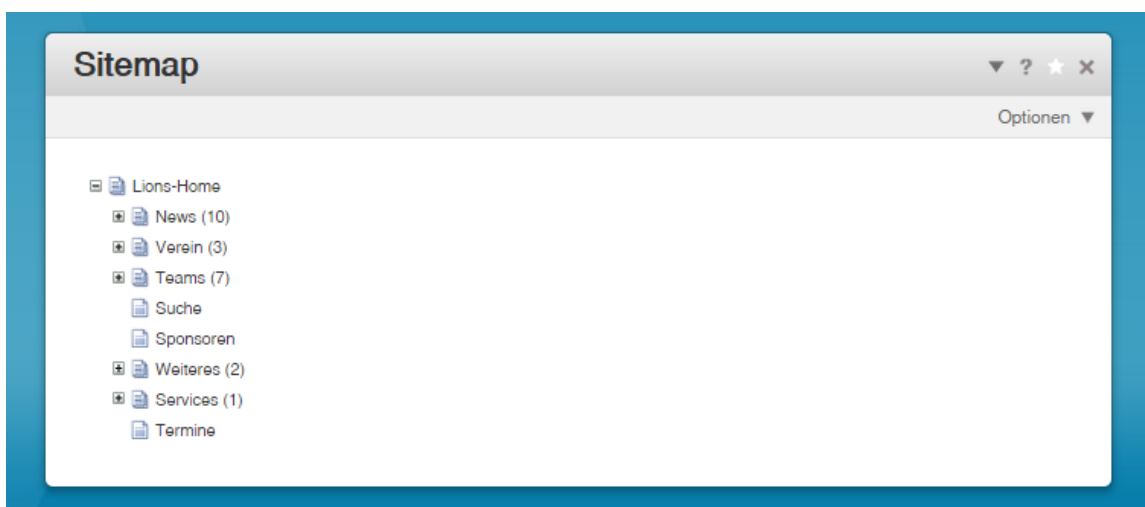 Sitemap
?
Optionen
Lions-Home
News (10)
Verein (3)
Teams (7)
Suche
Sponsoren
Weiteres (2)
Services (1)
Termine